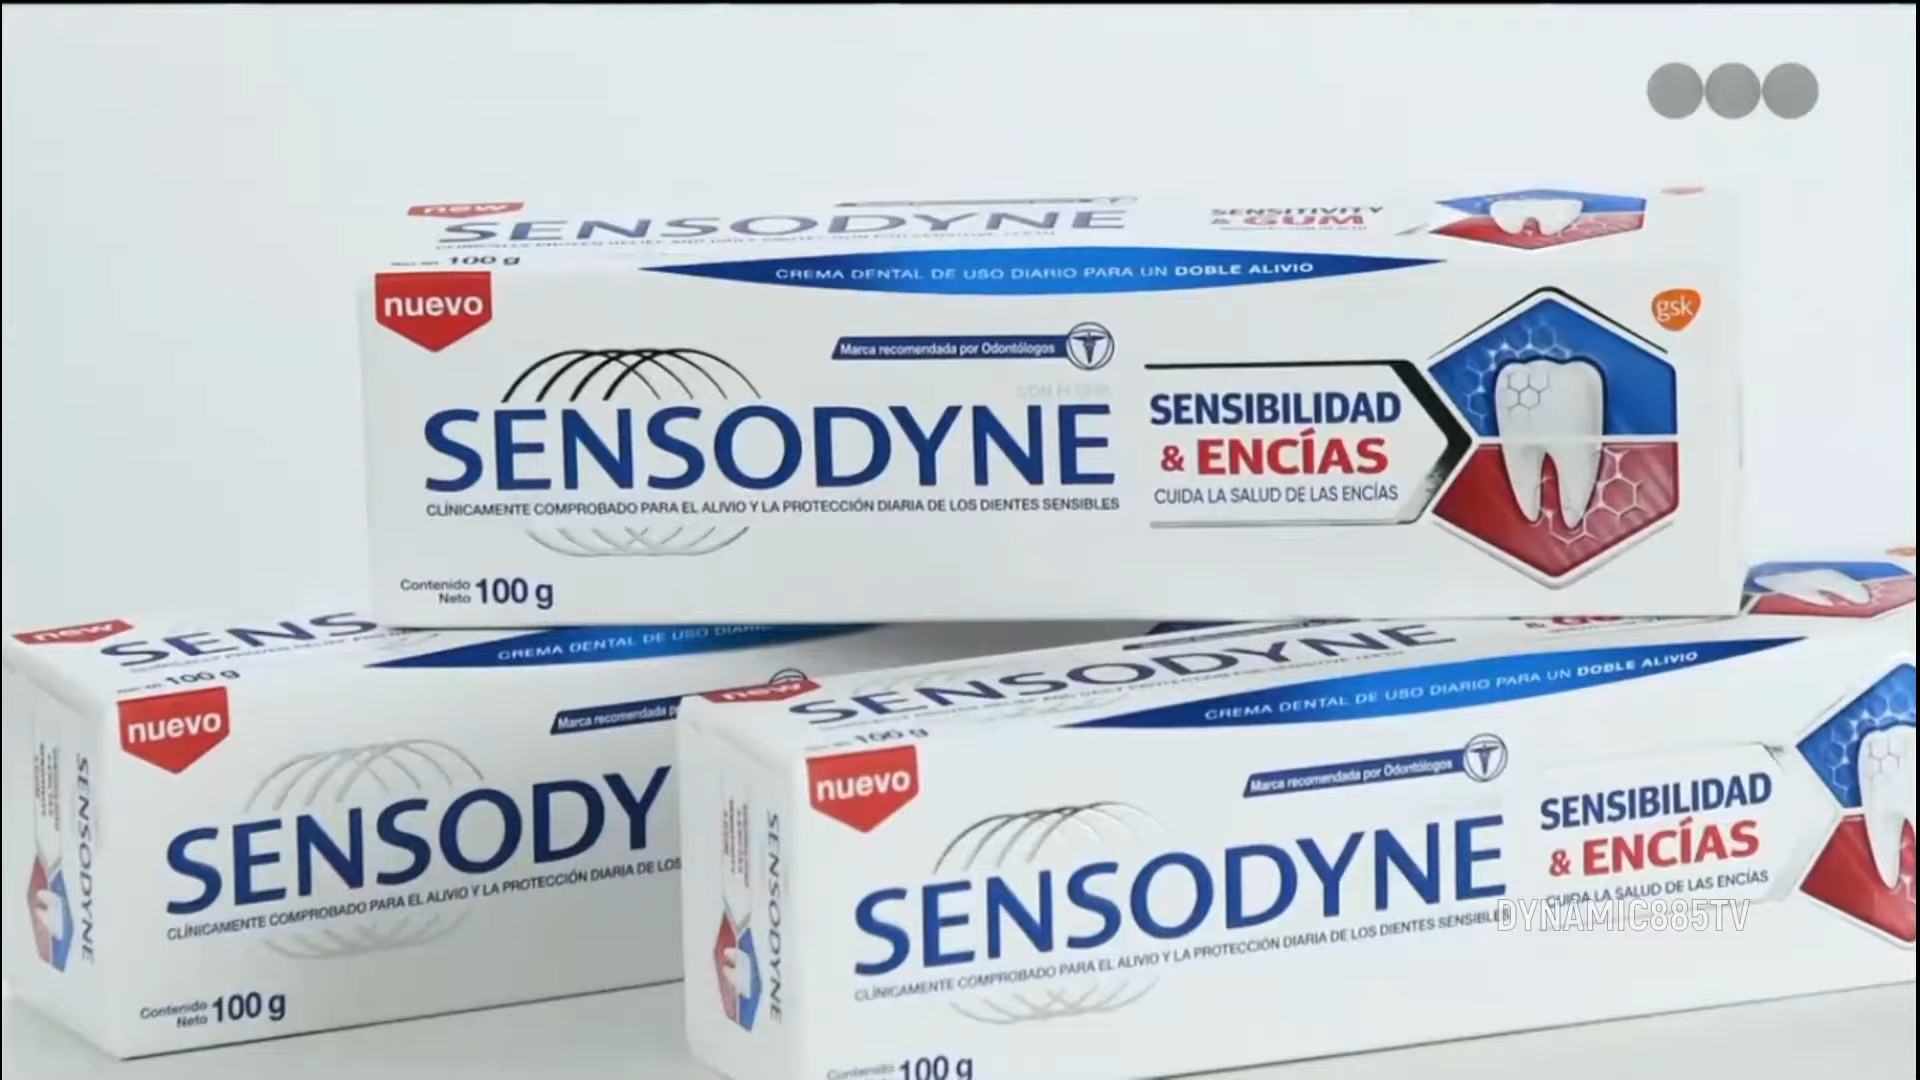 new
SENSODYNE
SENSITIVITY
& GUM
100 g
CREMA DENTAL DE USO DIARIO PARA UN DOBLE ALIVIO
nuevo
gsk
Marca recomendada por Odontólogos
SENSODYNE
CLÍNICAMENTE COMPROBADO PARA EL ALIVIO Y LA PROTECCIÓN DIARIA DE LOS DIENTES SENSIBLES
SENSIBILIDAD
& ENCÍAS
CUIDA LA SALUD DE LAS ENCÍAS
Contenido
Neto 100 g
new
SENS
100 g
CREMA DENTAL DE USO DIARIO
nuevo
Marca recomendada p
SENSODY
CLÍNICAMENTE COMPROBADO PARA EL ALIVIO Y LA PROTECCIÓN DIARIA DE LOS
SENSODYNE
Contenido
Neto 100 g
new
SENSODYNE
100 g
CREMA DENTAL DE USO DIARIO PARA UN DOBLE ALIVIO
nuevo
Marca recomendada por Odontólogos
SENSODYNE
CLÍNICAMENTE COMPROBADO PARA EL ALIVIO Y LA PROTECCIÓN DIARIA DE LOS DIENTES SENSIBLES
SENSIBILIDAD
& ENCÍAS
CUIDA LA SALUD DE LAS ENCÍAS
SENSODYNE
Contenido
100 g
DYNAMIC885TV